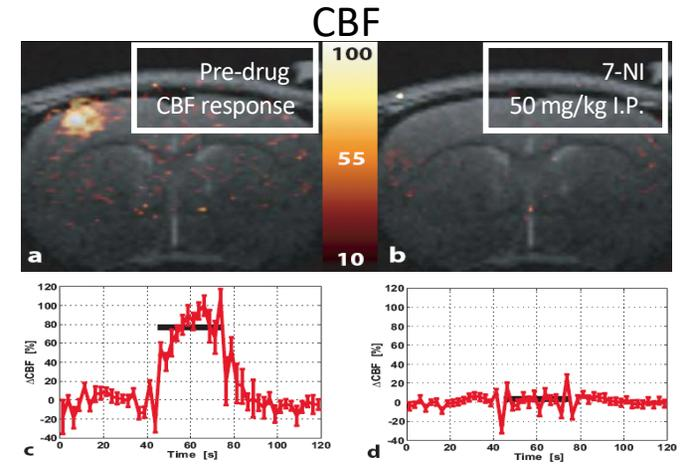 CBF
Pre-drug
CBF response
100
55
10
a
7-NI
50 mg/kg I.P.
b
ΔCBF [%]
120
100
80
60
40
20
0
-20
-40
0 20 40 60 80 100 120
Time [s]
c
ΔCBF [%]
120
100
80
60
40
20
0
-20
-40
0 20 40 60 80 100 120
Time [s]
d